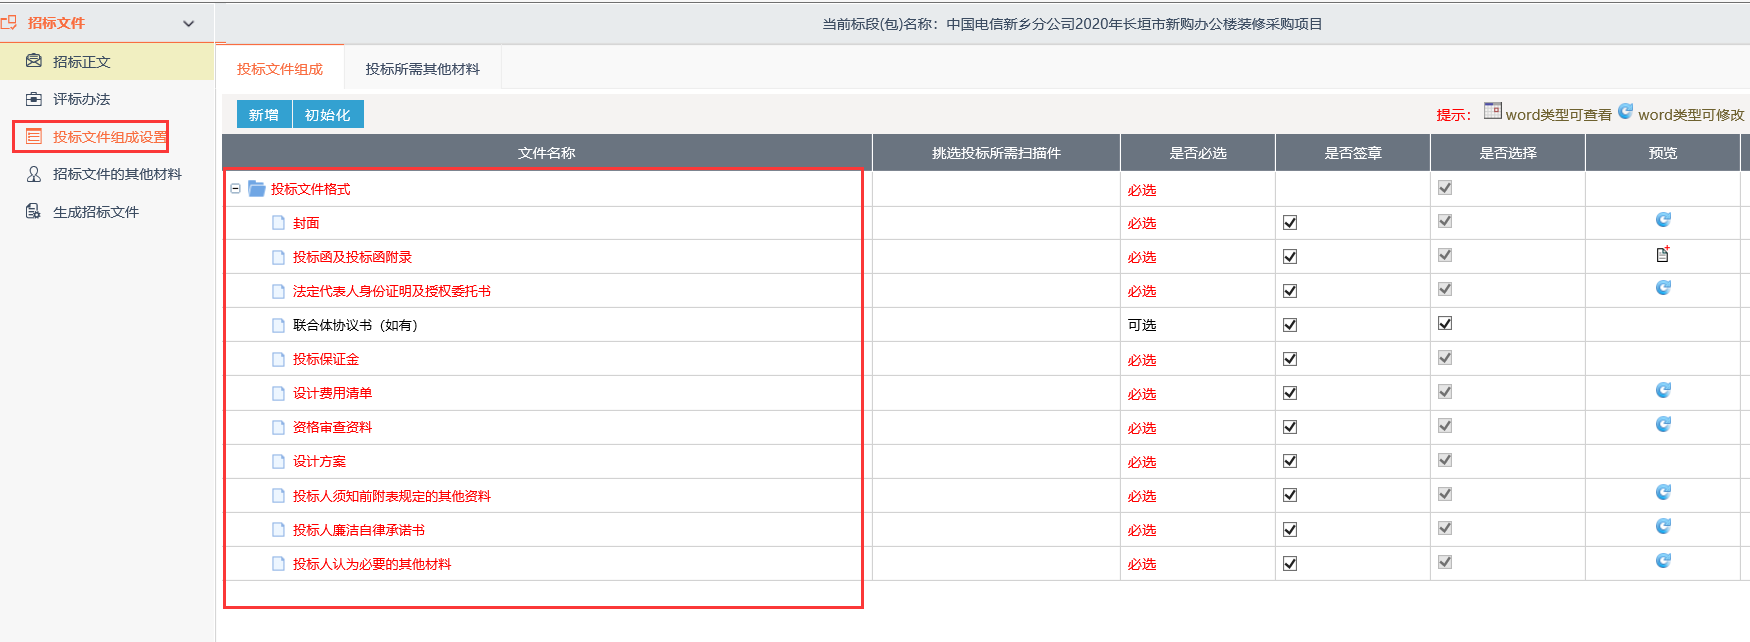 招标文件
当前标段(包)名称：中国电信新乡分公司2020年长垣市新购办公楼装修采购项目
招标正文
评标办法
投标文件组成设置
招标文件的其他材料
生成招标文件
投标文件组成 投标所需其他材料
新增 初始化
提示： word类型可查看 word类型可修改
文件名称 挑选投标所需扫描件 是否必选 是否签章 是否选择 预览
投标文件格式 必选
封面 必选
投标函及投标函附录 必选
法定代表人身份证明及授权委托书 必选
联合体协议书（如有） 可选
投标保证金 必选
设计费用清单 必选
资格审查资料 必选
设计方案 必选
投标人须知前附表规定的其他资料 必选
投标人廉洁自律承诺书 必选
投标人认为必要的其他材料 必选